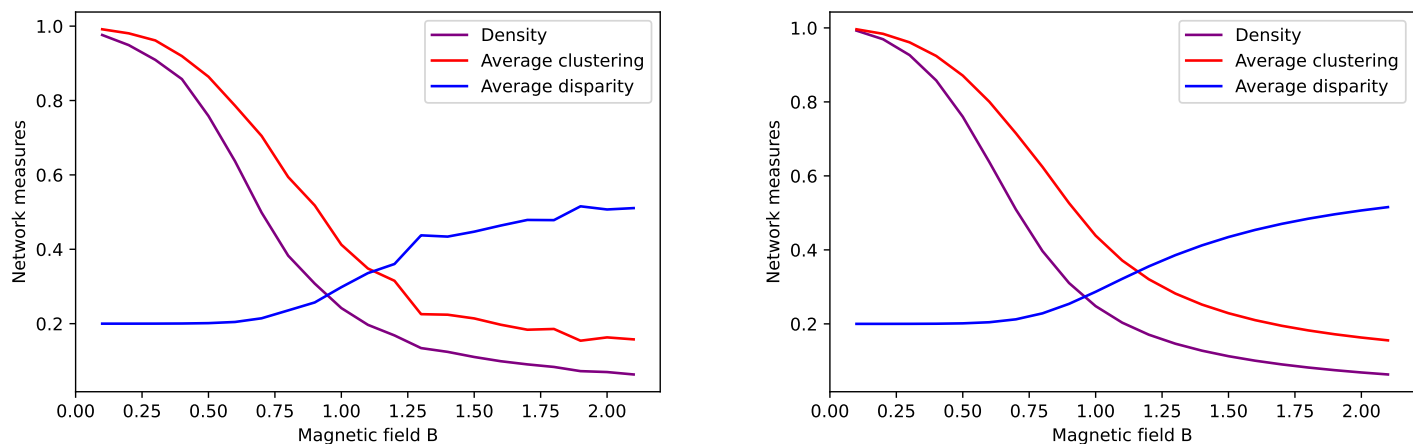 Network measures
1.0
0.8
0.6
0.4
0.2
0.00 0.25 0.50 0.75 1.00 1.25 1.50 1.75 2.00
Magnetic field B
Density
Average clustering
Average disparity
Network measures
1.0
0.8
0.6
0.4
0.2
0.00 0.25 0.50 0.75 1.00 1.25 1.50 1.75 2.00
Magnetic field B
Density
Average clustering
Average disparity